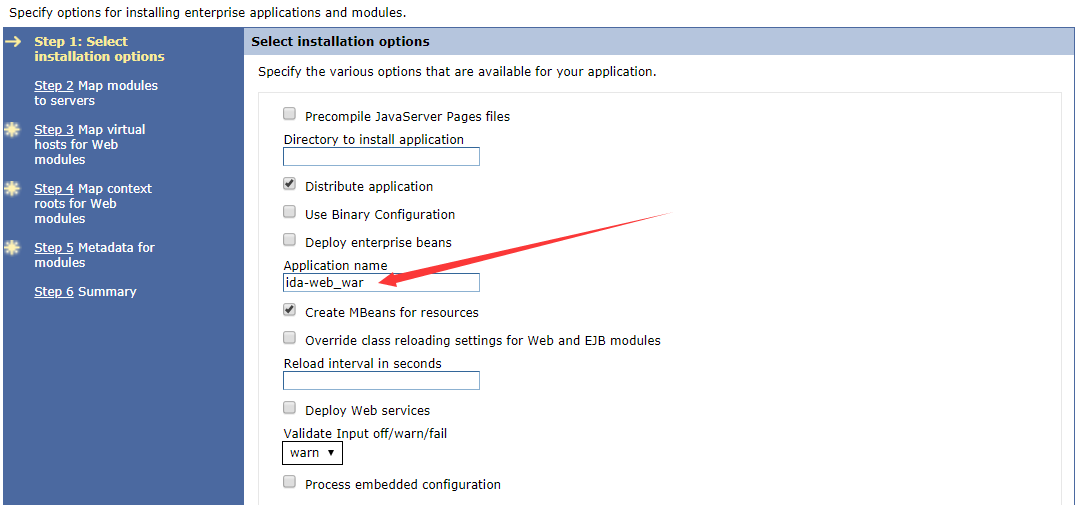 Specify options for installing enterprise applications and modules.
Step 1: Select
installation options
Step 2 Map modules
to servers
Step 3 Map virtual
hosts for Web
modules
Step 4 Map context
roots for Web
modules
Step 5 Metadata for
modules
Step 6 Summary
Select installation options
Specify the various options that are available for your application.
Precompile JavaServer Pages files
Directory to install application
Distribute application
Use Binary Configuration
Deploy enterprise beans
Application name
ida-web_war
Create MBeans for resources
Override class reloading settings for Web and EJB modules
Reload interval in seconds
Deploy Web services
Validate Input off/warn/fail
warn
Process embedded configuration